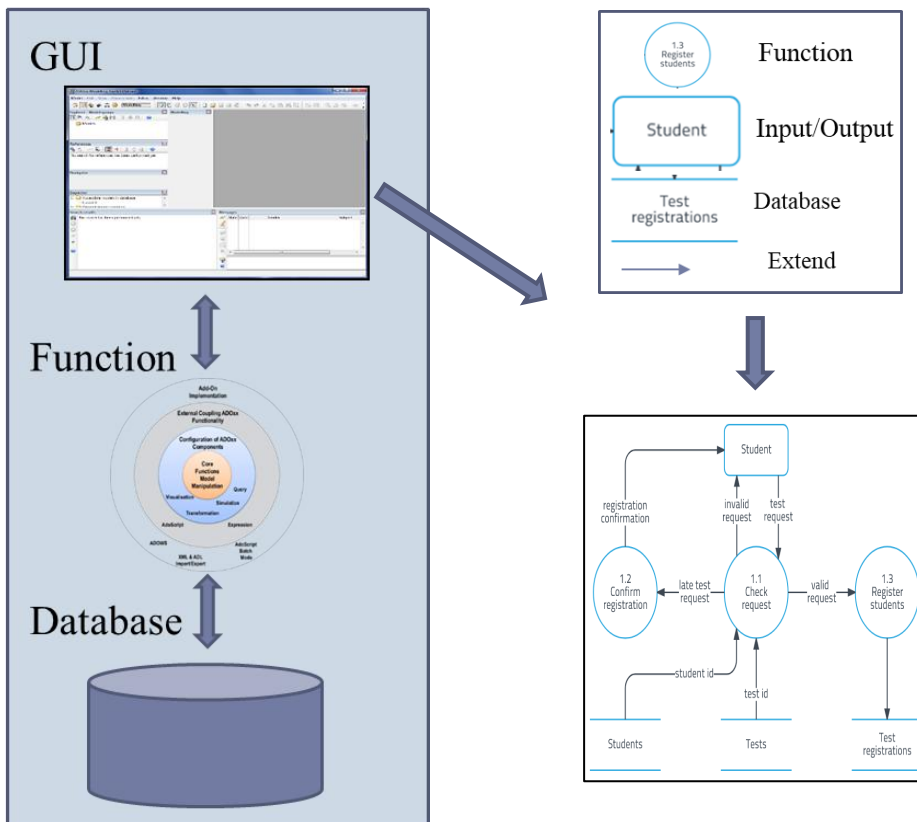 GUI
Function
Add-On
Implementation
External Coupling ADOxx
Functionality
Configuration of ADOxx
Components
Core
Functions
Model
Manipulation
Query
Visualisation
Simulation
Transformation
AdoScript
Expression
ADOWS
XML & ADL
Import/Export
AdoScript
Batch
Mode
Database
1.3
Register
students
Function
Student
Input/Output
Test
registrations
Database
Extend
Student
registration
confirmation
invalid
request
test
request
1.2
Confirm
registration
late test
request
1.1
Check
request
valid
request
1.3
Register
students
student id
test id
Students
Tests
Test
registrations